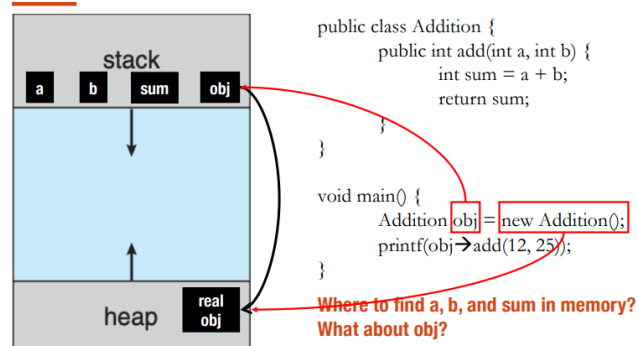 stack
a b sum obj
heap
real
obj
public class Addition {
public int add(int a, int b) {
int sum = a + b;
return sum;
}
}
void main() {
Addition obj = new Addition();
printf(obj→add(12, 25));
}
Where to find a, b, and sum in memory?
What about obj?